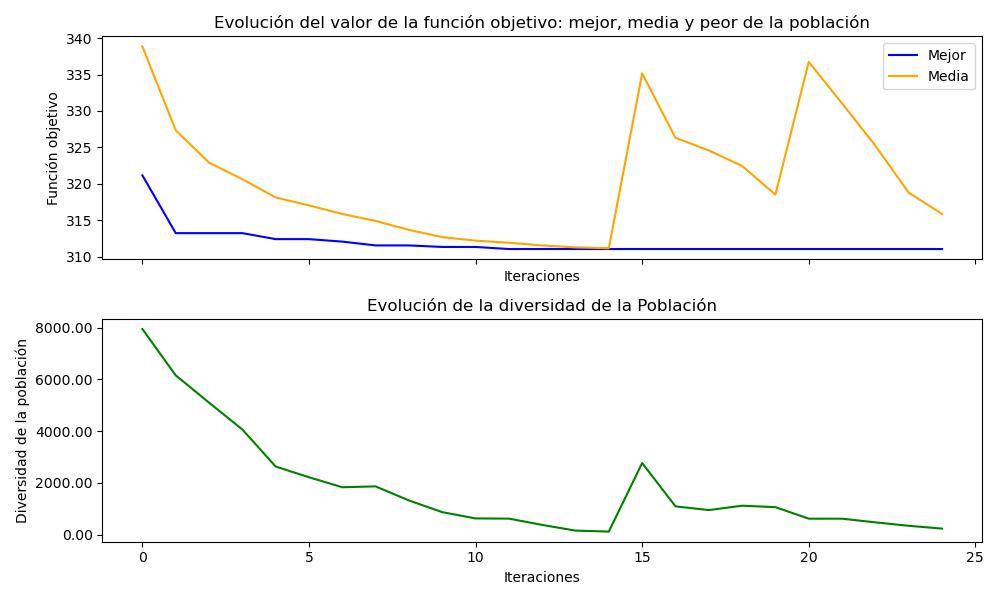 Evolución del valor de la función objetivo: mejor, media y peor de la población
340
335
330
325
320
315
310
Función objetivo
Mejor
Media
Iteraciones
Evolución de la diversidad de la Población
8000.00
6000.00
4000.00
2000.00
0.00
Diversidad de la población
0 5 10 15 20 25
Iteraciones